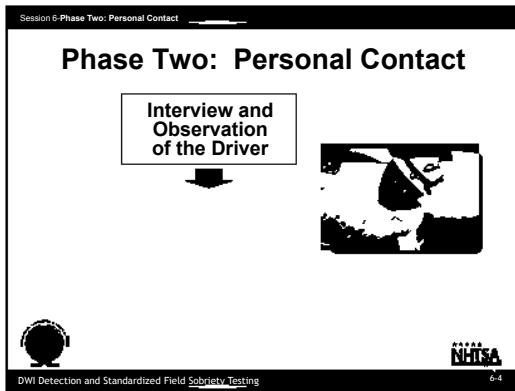 Session 6-Phase Two: Personal Contact
Phase Two: Personal Contact
Interview and
Observation
of the Driver
NHTSA
DWI Detection and Standardized Field Sobriety Testing
6-4